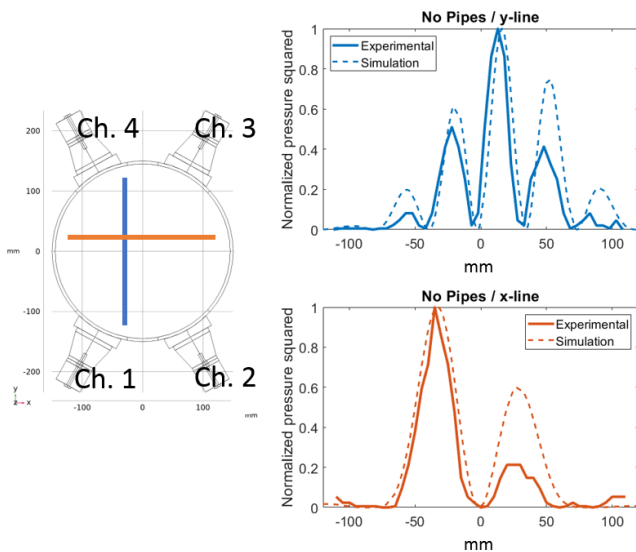 Ch. 4
Ch. 3
Ch. 1
Ch. 2
200
100
0
-100
-200
mm
-100
0
100
mm
y
z
x
No Pipes / y-line
Experimental
Simulation
Normalized pressure squared
1
0.8
0.6
0.4
0.2
0
-100
-50
0
50
100
mm
No Pipes / x-line
Experimental
Simulation
Normalized pressure squared
1
0.8
0.6
0.4
0.2
0
-100
-50
0
50
100
mm